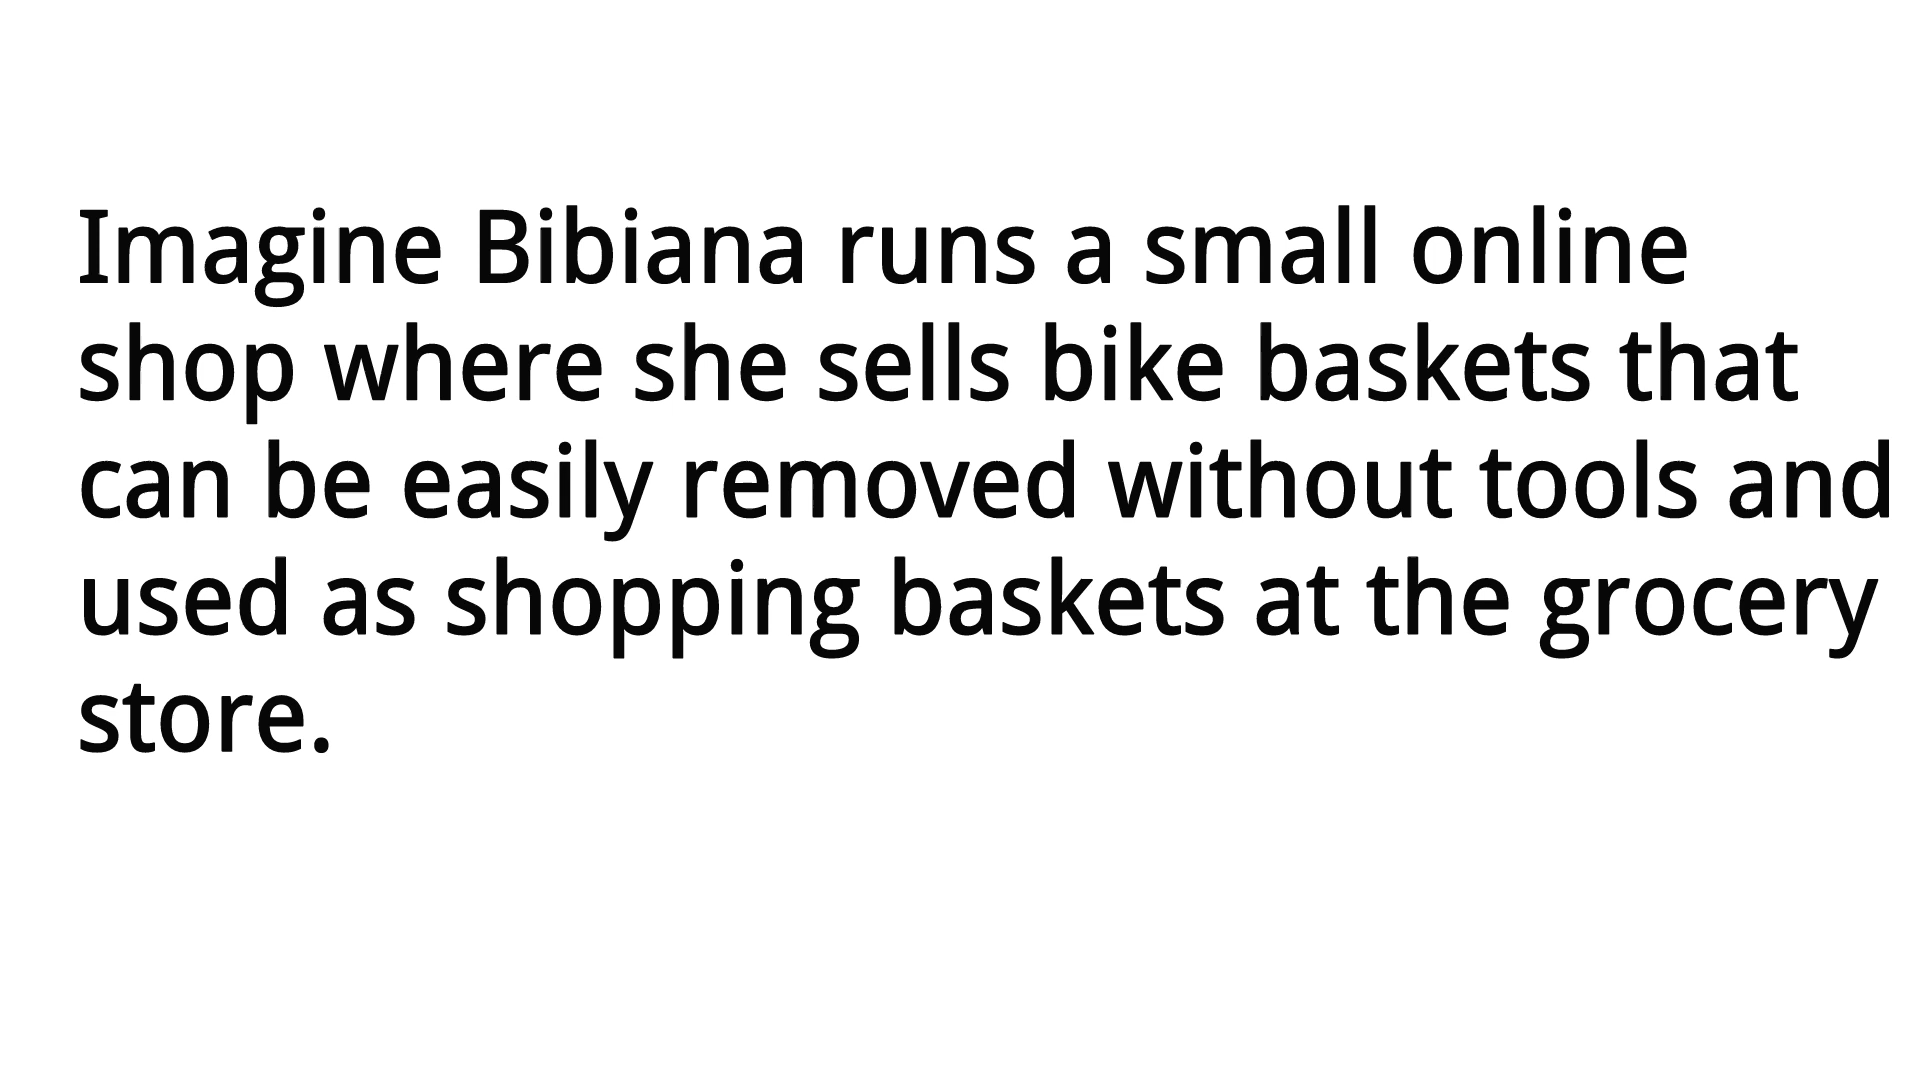 Imagine Bibiana runs a small online
shop where she sells bike baskets that
can be easily removed without tools and
used as shopping baskets at the grocery
store.